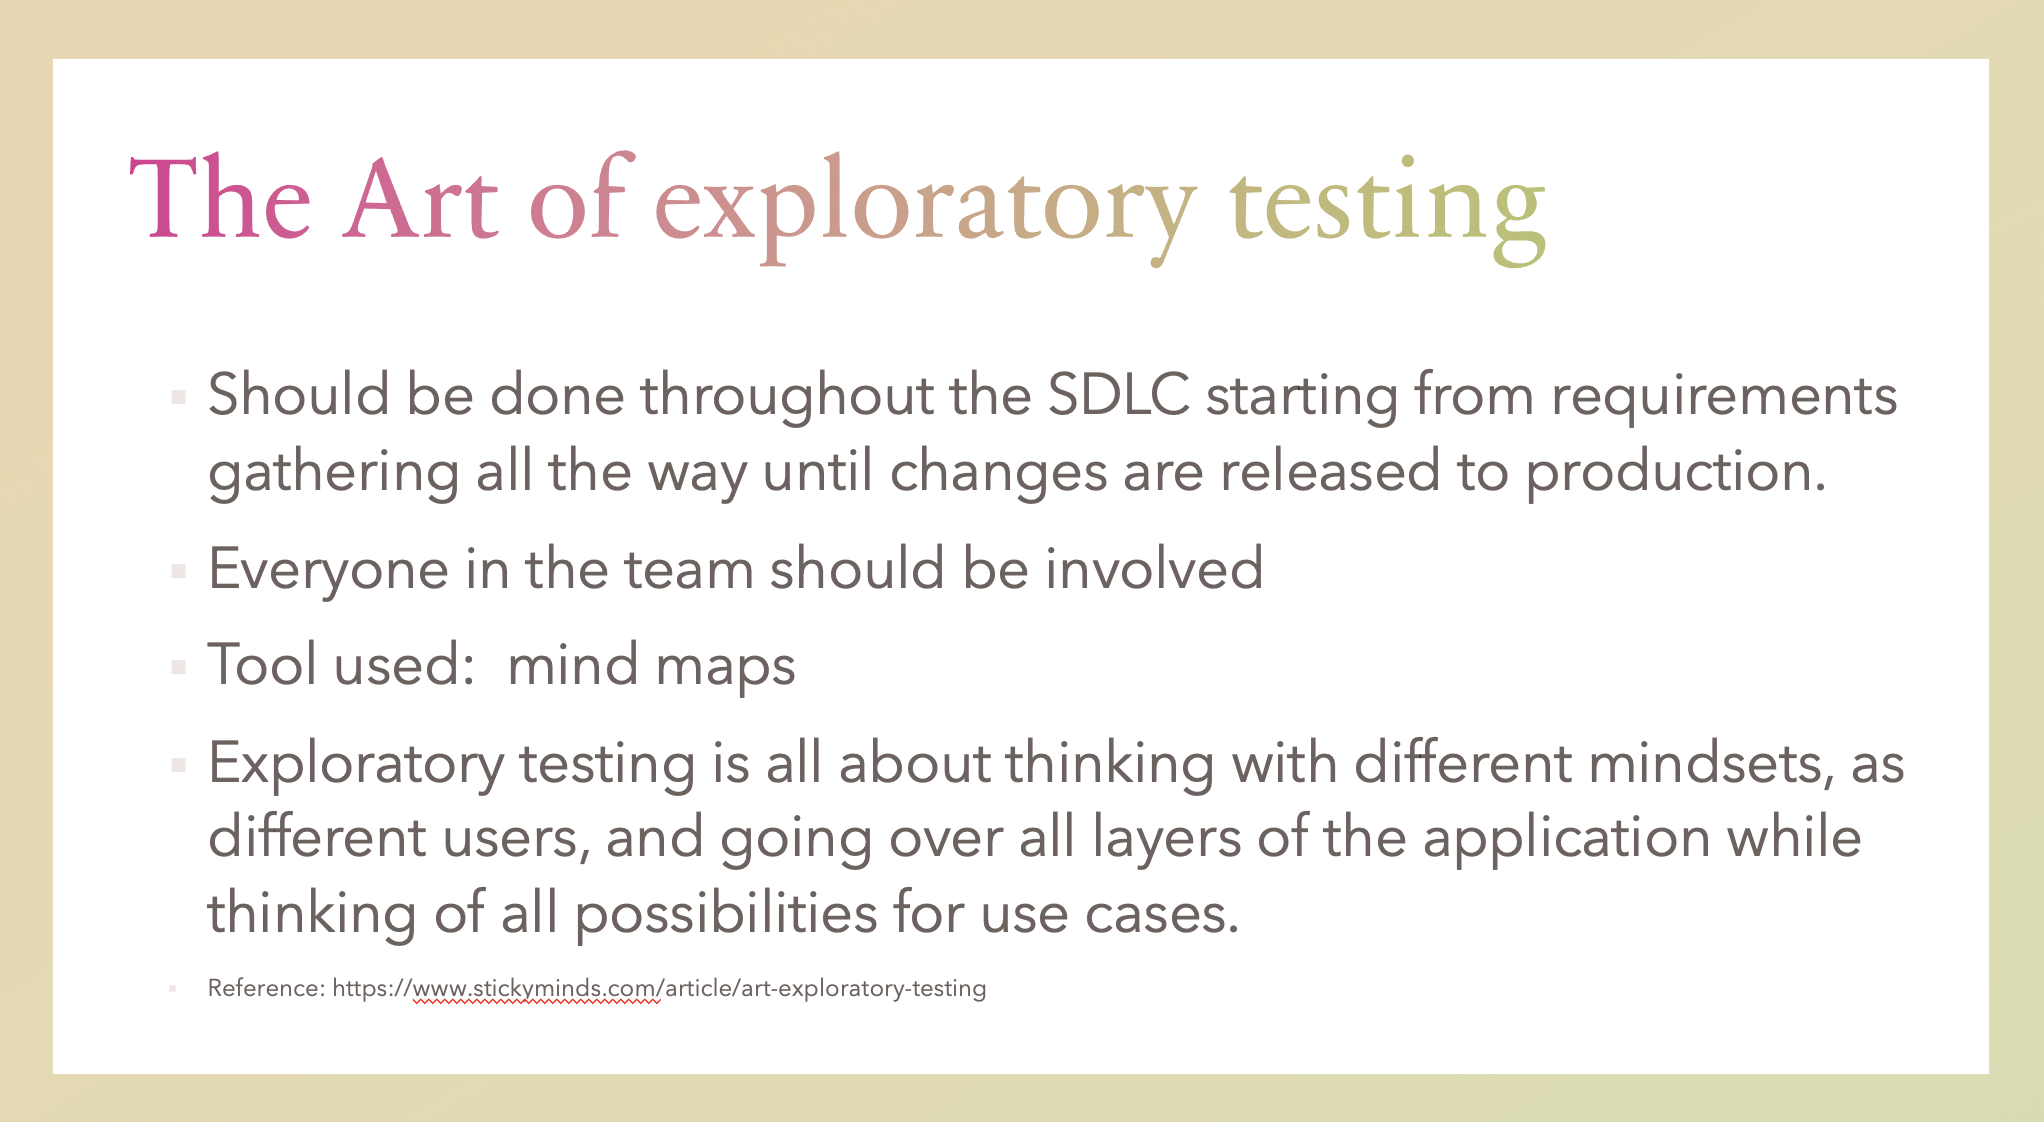 The Art of exploratory testing
▪ Should be done throughout the SDLC starting from requirements
gathering all the way until changes are released to production.
▪ Everyone in the team should be involved
▪ Tool used:  mind maps
▪ Exploratory testing is all about thinking with different mindsets, as
different users, and going over all layers of the application while
thinking of all possibilities for use cases.
▪ Reference: https://www.stickyminds.com/article/art-exploratory-testing